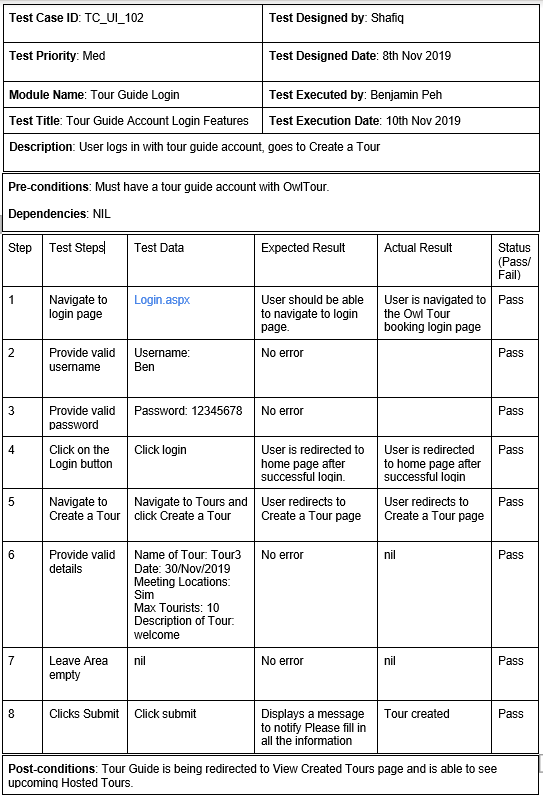 Test Case ID: TC_UI_102
Test Designed by: Shafiq
Test Priority: Med
Test Designed Date: 8th Nov 2019
Module Name: Tour Guide Login
Test Executed by: Benjamin Peh
Test Title: Tour Guide Account Login Features
Test Execution Date: 10th Nov 2019
Description: User logs in with tour guide account, goes to Create a Tour
Pre-conditions: Must have a tour guide account with OwlTour.
Dependencies: NIL
Step
Test Steps
Test Data
Expected Result
Actual Result
Status
(Pass/
Fail)
1
Navigate to
login page
Login.aspx
User should be able
to navigate to login
page.
User is navigated to
the Owl Tour
booking login page
Pass
2
Provide valid
username
Username:
Ben
No error
Pass
3
Provide valid
password
Password: 12345678
No error
Pass
4
Click on the
Login button
Click login
User is redirected to
home page after
successful login.
User is redirected
to home page after
successful login
Pass
5
Navigate to
Create a Tour
Navigate to Tours and
click Create a Tour
User redirects to
Create a Tour page
User redirects to
Create a Tour page
Pass
6
Provide valid
details
Name of Tour: Tour3
Date: 30/Nov/2019
Meeting Locations:
Sim
Max Tourists: 10
Description of Tour:
welcome
No error
nil
Pass
7
Leave Area
empty
nil
No error
nil
Pass
8
Clicks Submit
Click submit
Displays a message
to notify Please fill in
all the information
Tour created
Pass
Post-conditions: Tour Guide is being redirected to View Created Tours page and is able to see
upcoming Hosted Tours.